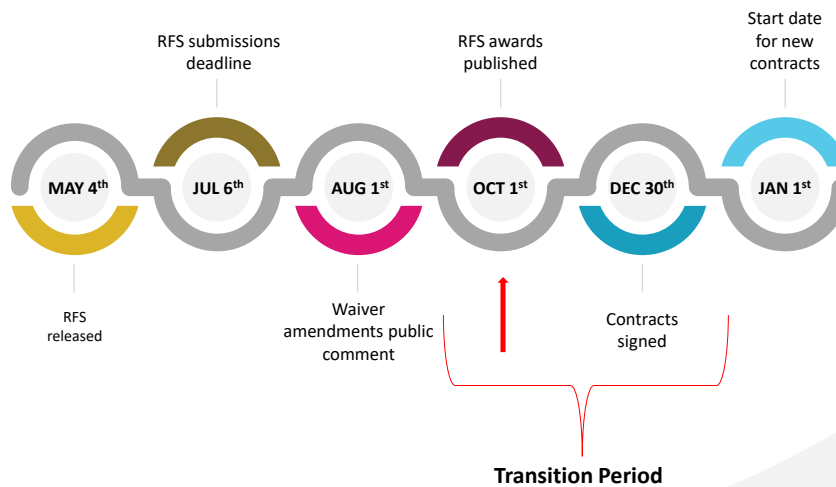 RFS submissions
deadline
RFS awards
published
Start date
for new
contracts
MAY 4th
JUL 6th
AUG 1st
OCT 1st
DEC 30th
JAN 1st
RFS
released
Waiver
amendments public
comment
Contracts
signed
Transition Period